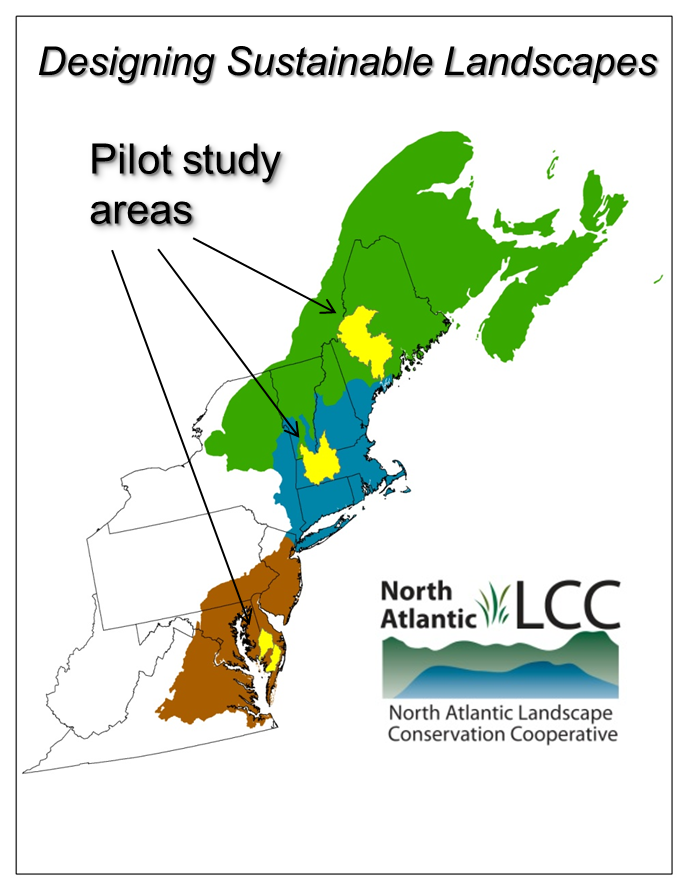 Designing Sustainable Landscapes
Pilot study
areas
North
Atlantic
LCC
North Atlantic Landscape
Conservation Cooperative